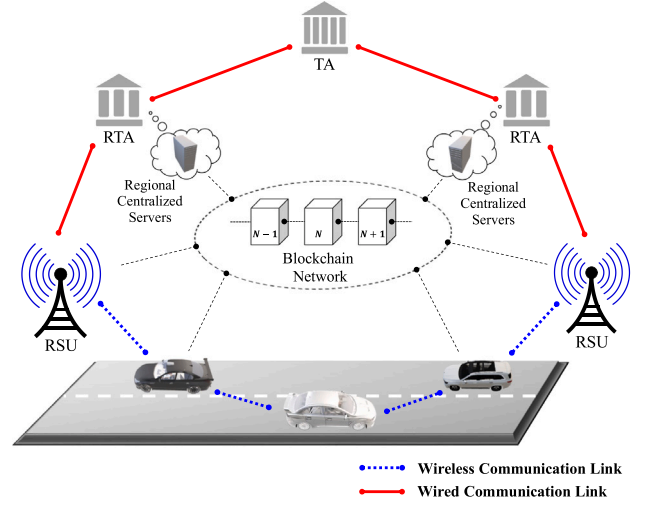 TA
RTA
RTA
Regional
Centralized
Servers
Regional
Centralized
Servers
N − 1
N
N + 1
Blockchain
Network
RSU
RSU
Wireless Communication Link
Wired Communication Link